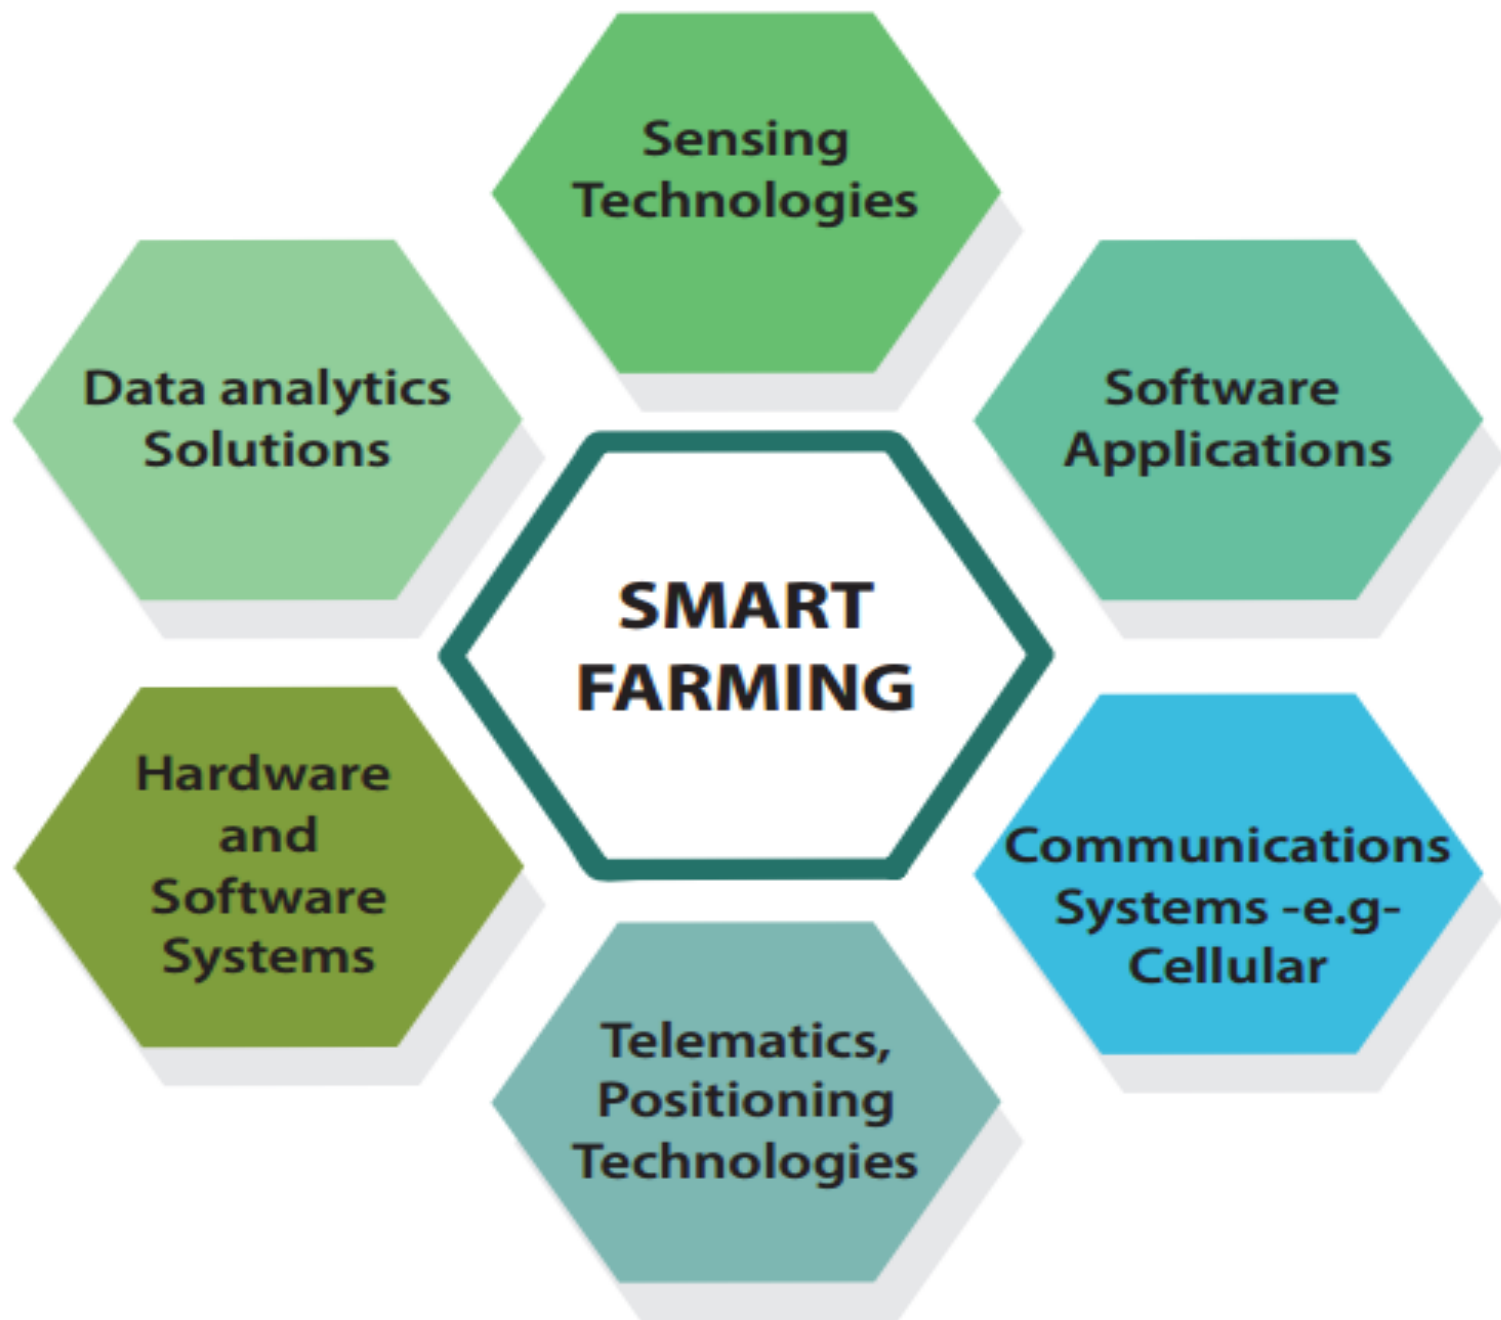 Sensing
Technologies
Data analytics
Solutions
Software
Applications
SMART
FARMING
Hardware
and
Software
Systems
Communications
Systems -e.g-
Cellular
Telematics,
Positioning
Technologies